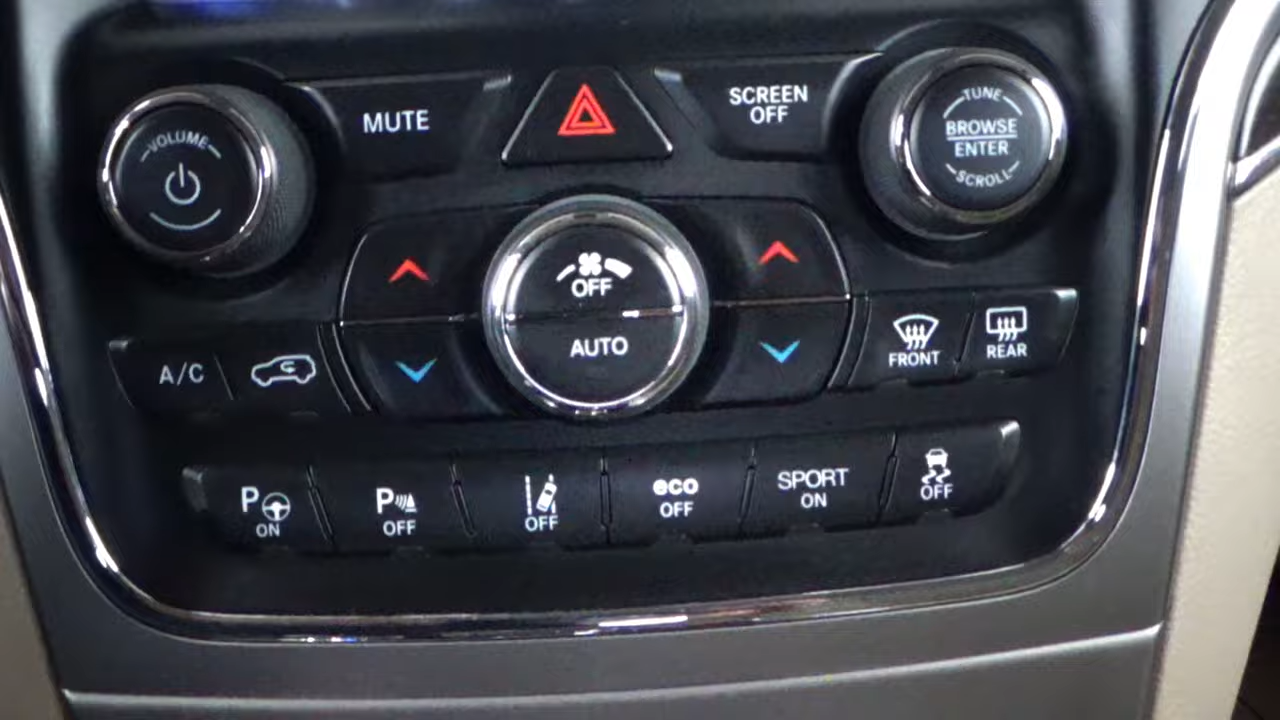 VOLUME
MUTE
SCREEN
OFF
TUNE
BROWSE
ENTER
SCROLL
OFF
AUTO
A/C
FRONT
REAR
P
ON
P
OFF
OFF
eco
OFF
SPORT
ON
OFF